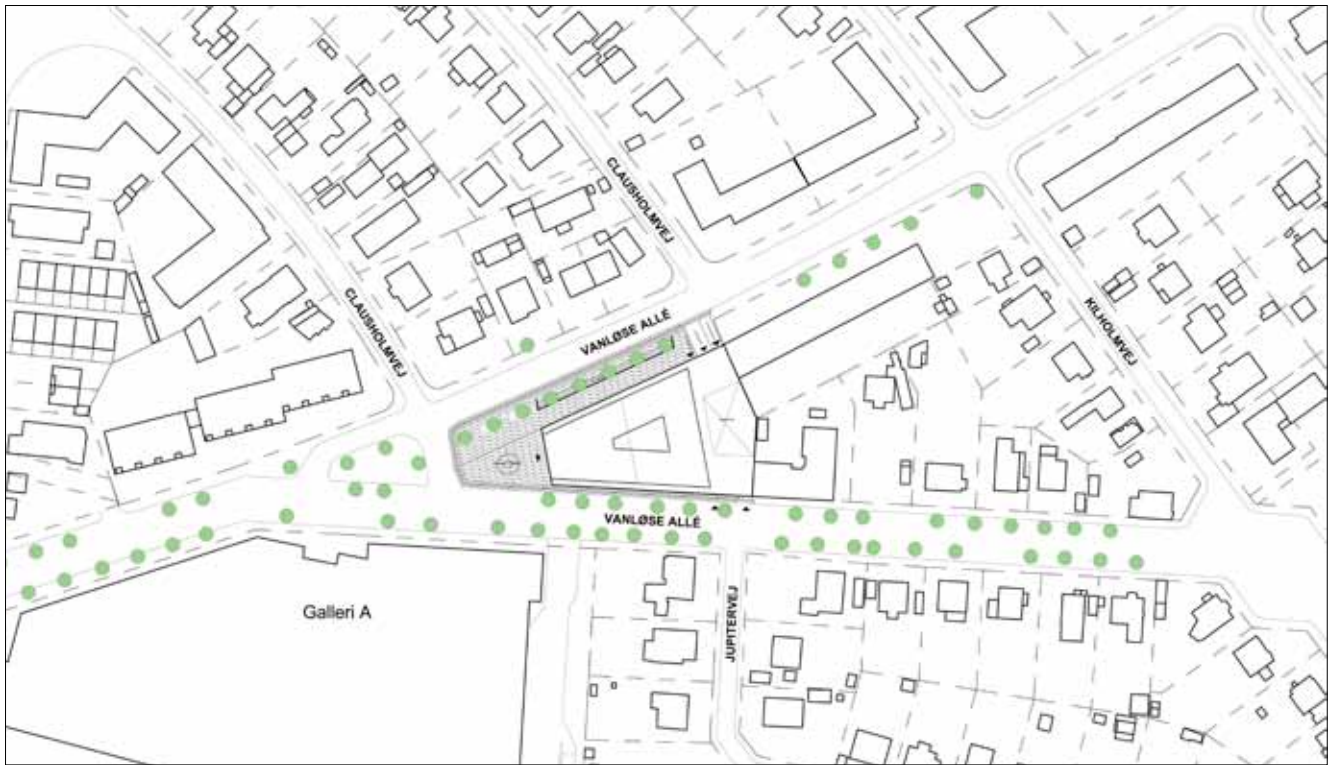 CLAUSHOLMVEJ
CLAUSHOLMVEJ
KILHOLMVEJ
VANLØSE ALLÉ
VANLØSE ALLÉ
JUPITERVEJ
Galleri A